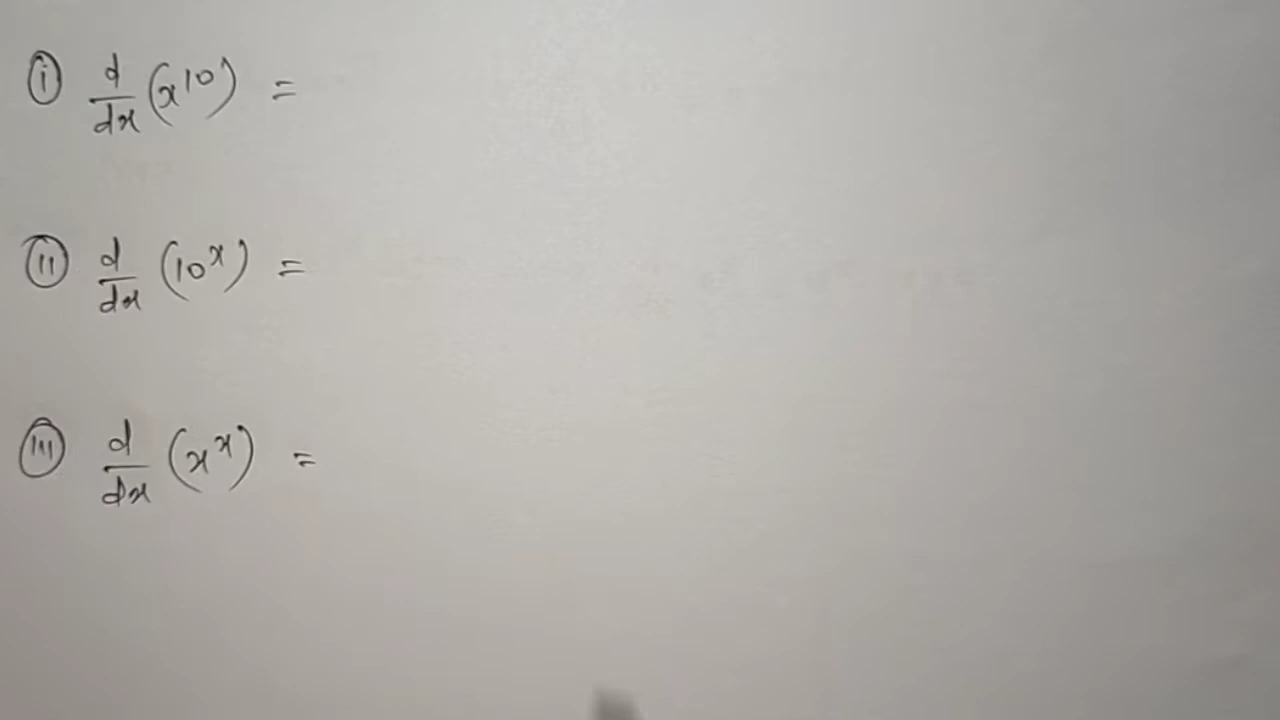 (i) d/dx (x^10) =
(ii) d/dx (10^x) =
(iii) d/dx (x^x) =